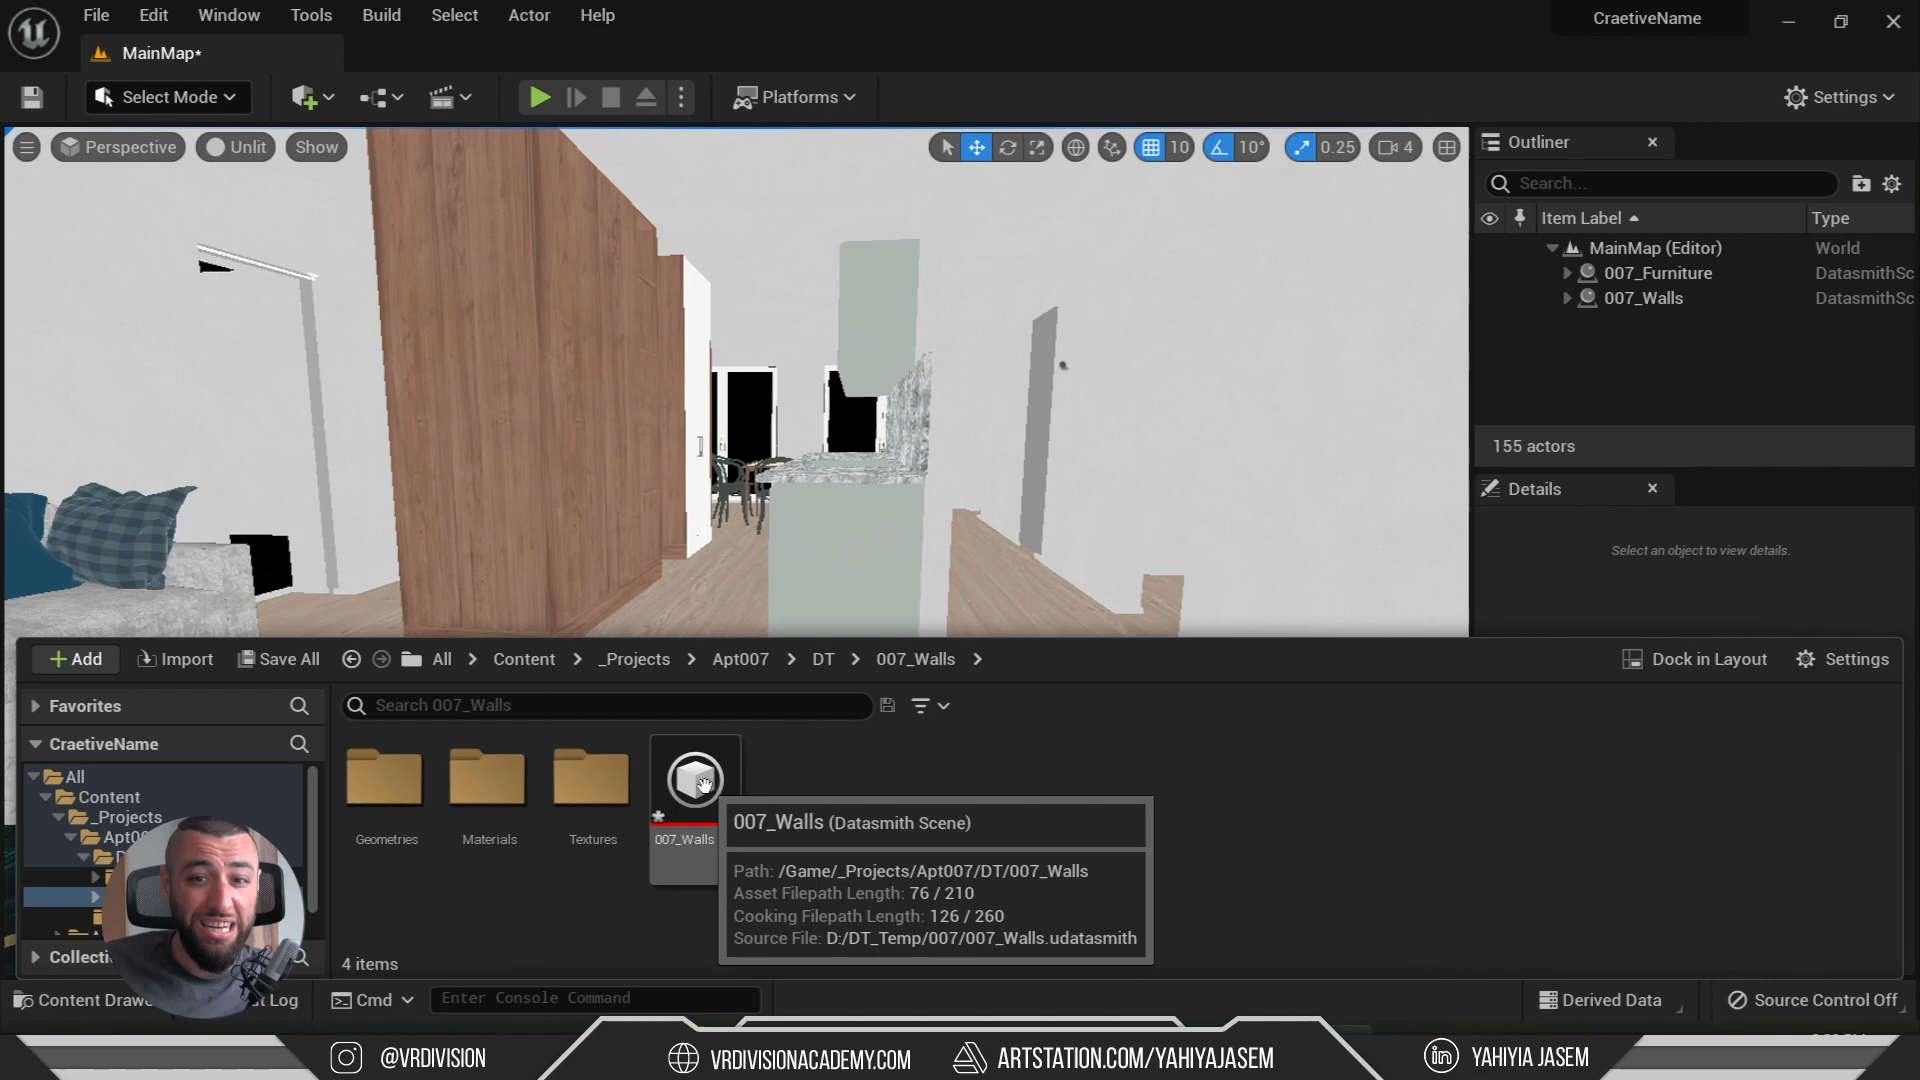 File Edit Window Tools Build Select Actor Help
CraetiveName
MainMap*
Select Mode
Platforms
Settings
Perspective
Unlit
Show
10
10°
0.25
4
Outliner
Search...
Item Label
Type
MainMap (Editor)
World
007_Furniture
DatasmithSc
007_Walls
DatasmithSc
155 actors
Details
Select an object to view details.
Add
Import
Save All
All > Content > _Projects > Apt007 > DT > 007_Walls >
Dock in Layout
Settings
Favorites
Search 007_Walls
CraetiveName
All
Content
_Projects
Geometries
Materials
Textures
007_Walls
007_Walls (Datasmith Scene)
Path: /Game/_Projects/Apt007/DT/007_Walls
Asset Filepath Length: 76 / 210
Cooking Filepath Length: 126 / 260
Source File: D:/DT_Temp/007/007_Walls.udatasmith
4 items
Cmd
Enter Console Command
Derived Data
Source Control Off
@VRDIVISION
VRDIVISIONACADEMY.COM
ARTSTATION.COM/YAHIYAJASEM
YAHIYIA JASEM